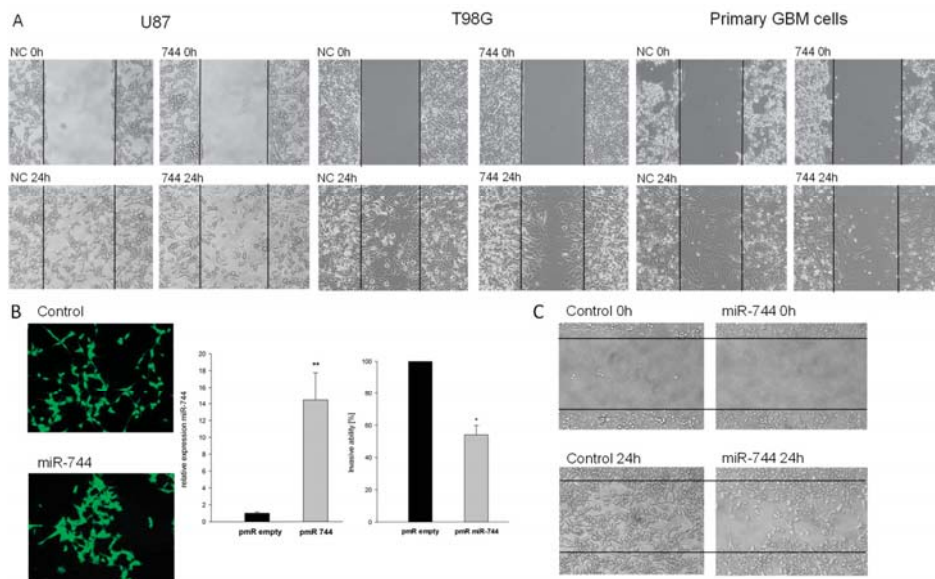 A
U87
T98G
Primary GBM cells
NC 0h
744 0h
NC 0h
744 0h
NC 0h
744 0h
NC 24h
744 24h
NC 24h
744 24h
NC 24h
744 24h
B
Control
miR-744
relative expression miR-744
20
18
16
14
12
10
8
6
4
2
0
**
pmR empty
pmR 744
Invasive ability [%]
100
80
60
40
20
0
*
pmR empty
pmR miR-744
C
Control 0h
miR-744 0h
Control 24h
miR-744 24h